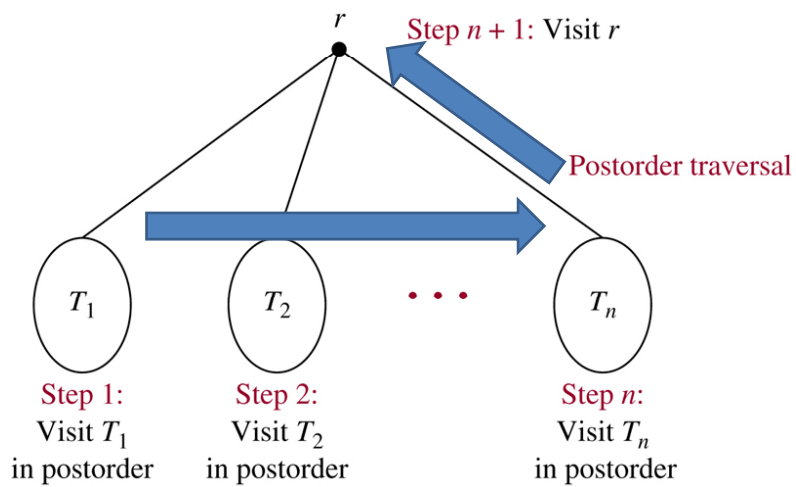 r
Step n + 1: Visit r
Postorder traversal
T₁
T₂
. . .
Tₙ
Step 1:
Visit T₁
in postorder
Step 2:
Visit T₂
in postorder
Step n:
Visit Tₙ
in postorder